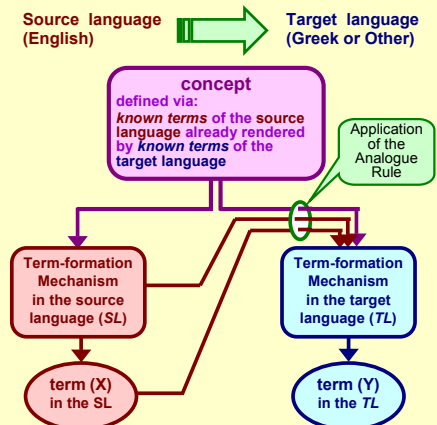 Source language
(English)
Target language
(Greek or Other)
concept
defined via:
known terms of the source
language already rendered
by known terms of the
target language
Application
of the
Analogue
Rule
Term-formation
Mechanism
in the source
language (SL)
Term-formation
Mechanism
in the target
language (TL)
term (X)
in the SL
term (Y)
in the TL